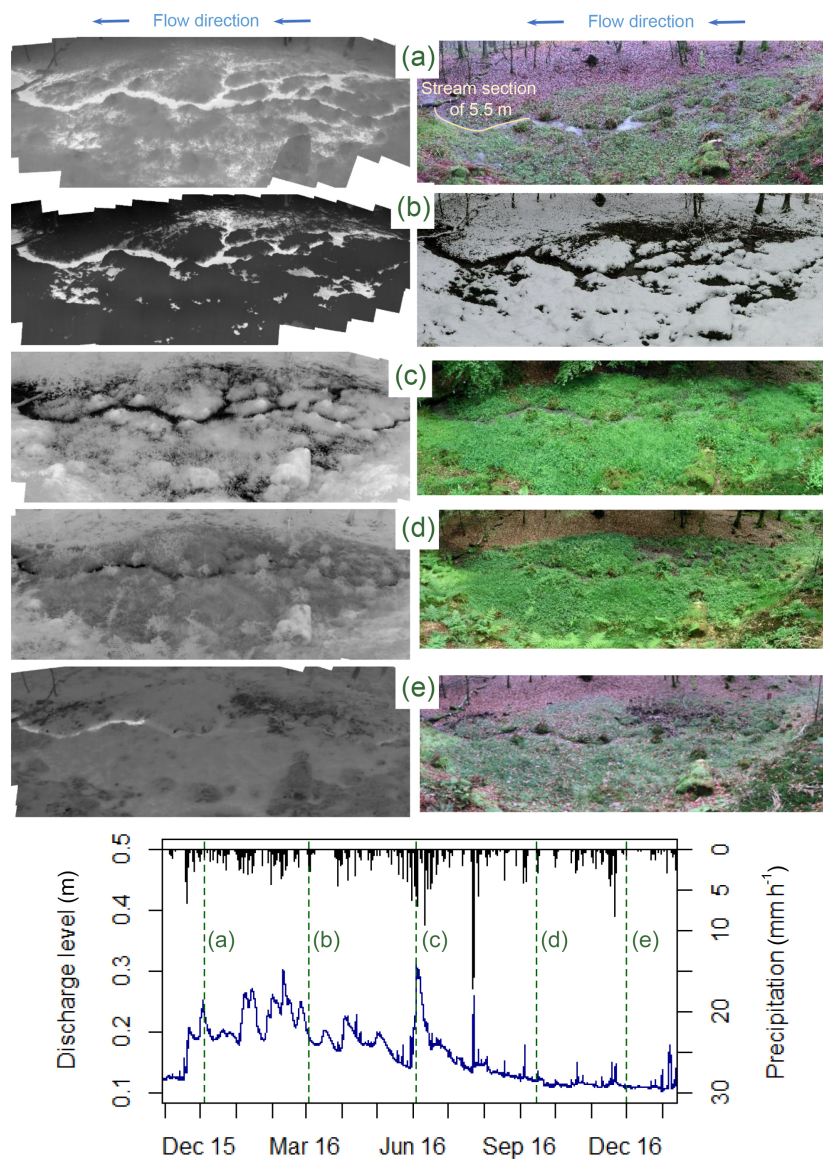 Flow direction
Flow direction
(a)
Stream section
of 5.5 m
(b)
(c)
(d)
(e)
Discharge level (m)
0.5
0.4
0.3
0.2
0.1
(a)
(b)
(c)
(d)
(e)
0
5
10
20
30
Precipitation (mm h-1)
Dec 15
Mar 16
Jun 16
Sep 16
Dec 16